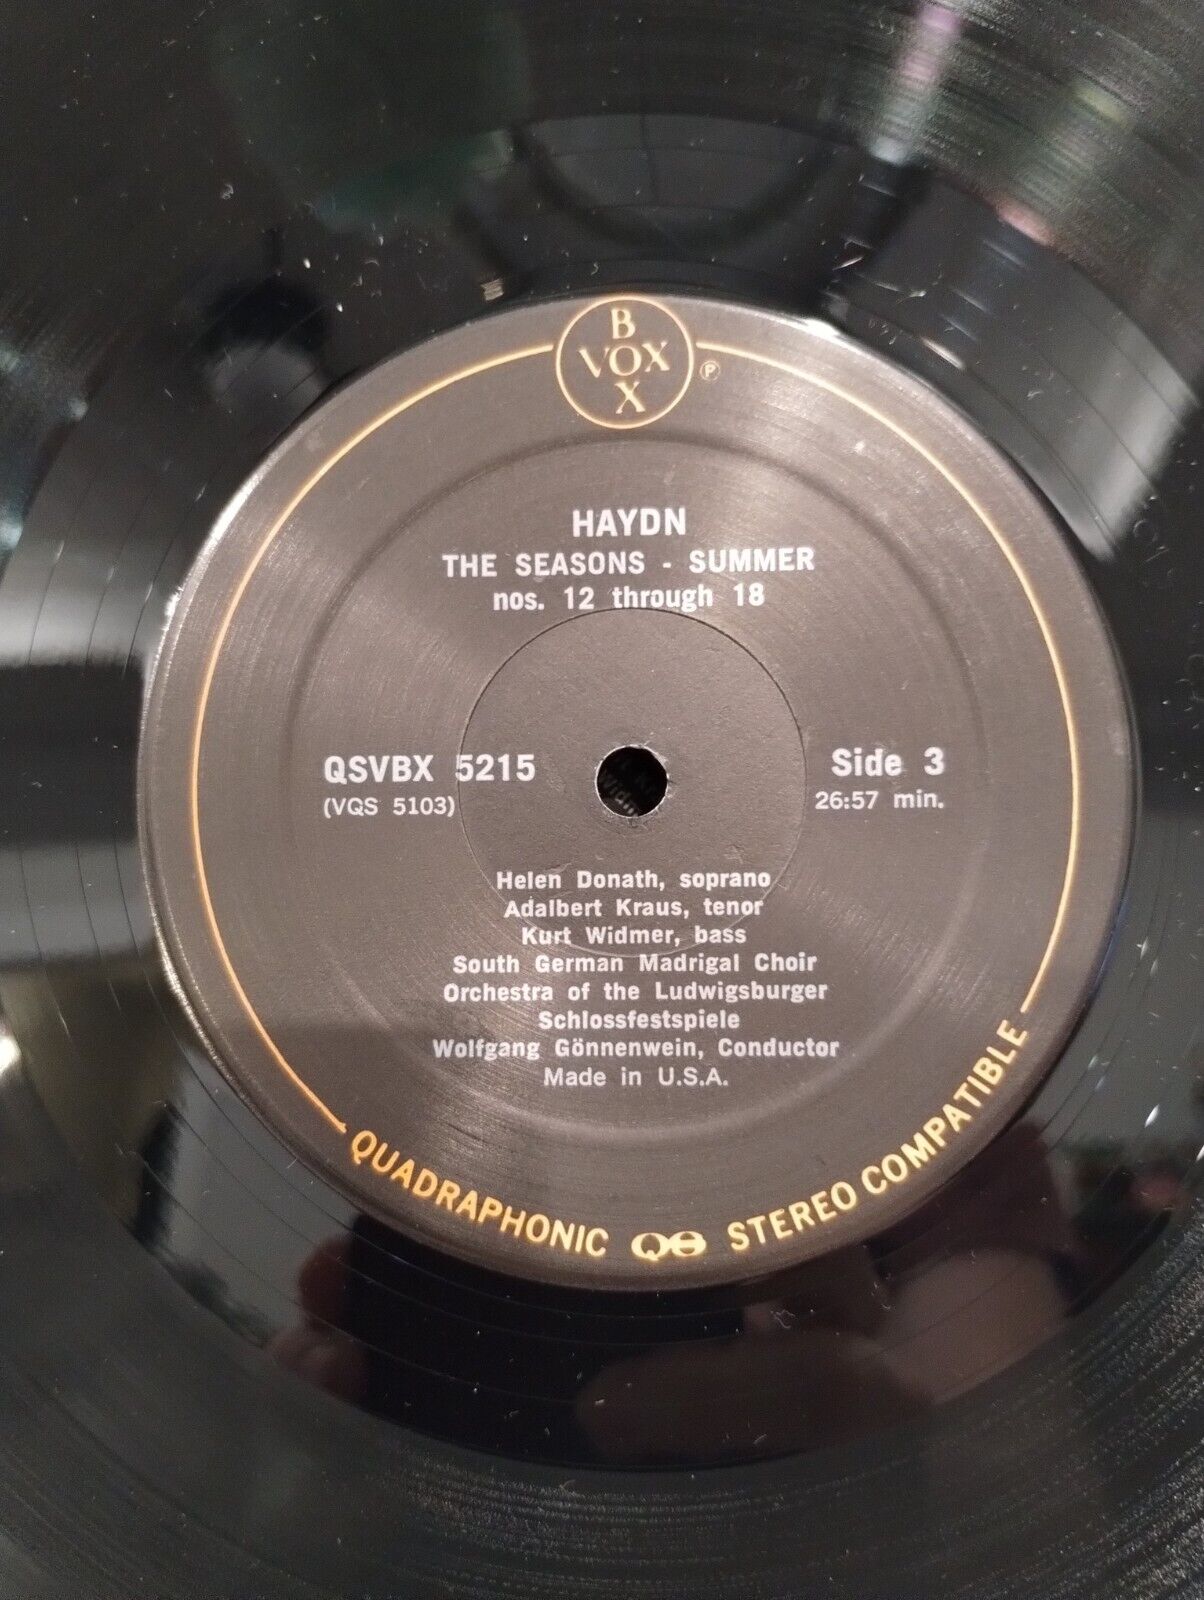 B
VOX
X
℗
HAYDN
THE SEASONS - SUMMER
nos. 12 through 18
QSVBX 5215
(VQS 5103)
Side 3
26:57 min.
Helen Donath, soprano
Adalbert Kraus, tenor
Kurt Widmer, bass
South German Madrigal Choir
Orchestra of the Ludwigsburger
Schlossfestspiele
Wolfgang Gönnenwein, Conductor
Made in U.S.A.
QUADRAPHONIC QS STEREO COMPATIBLE